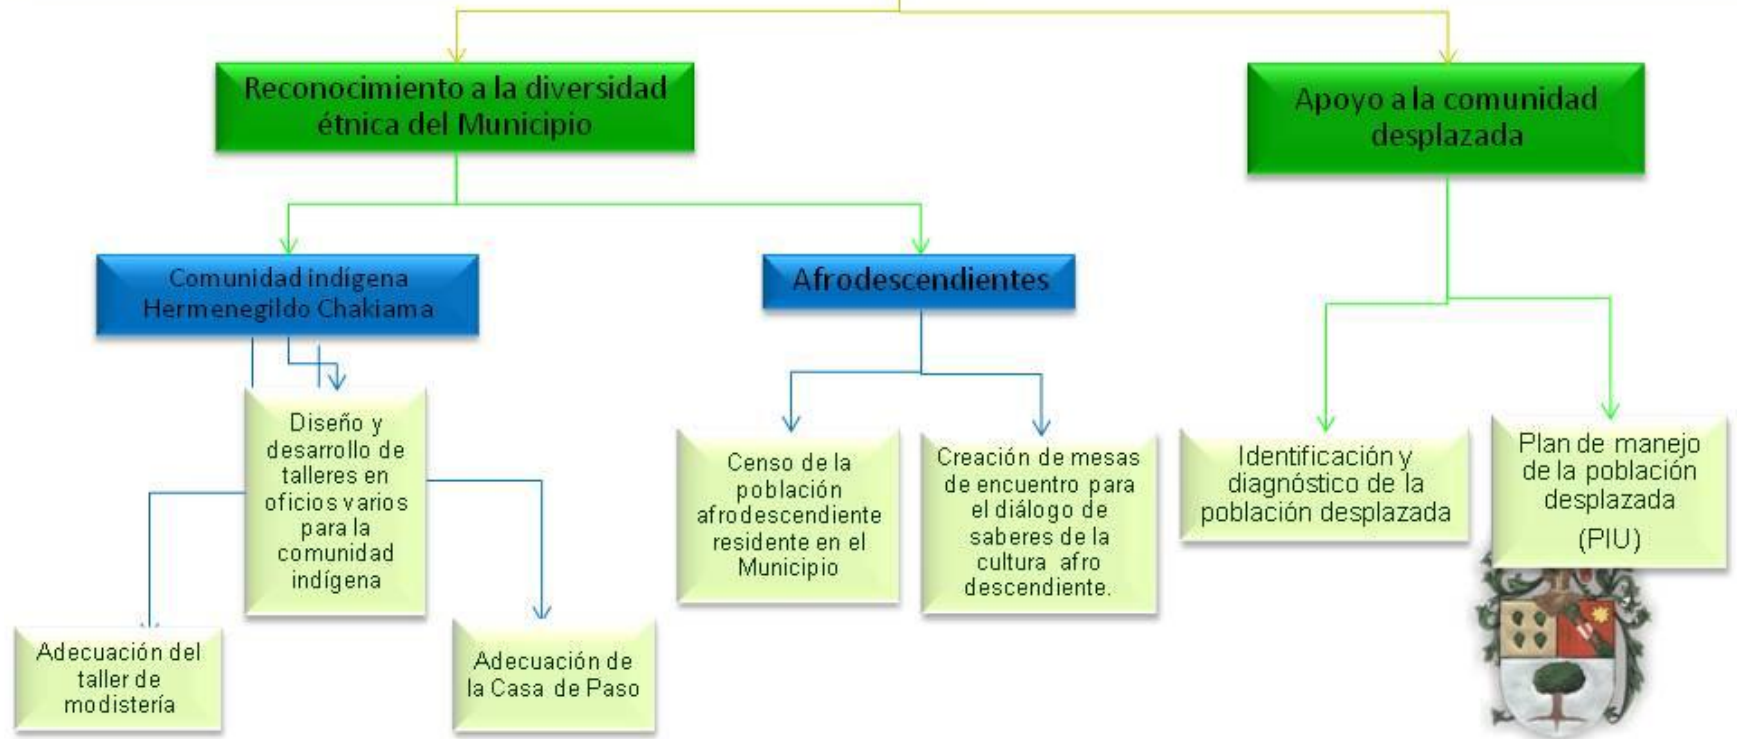 Reconocimiento a la diversidad
étnica del Municipio
Apoyo a la comunidad
desplazada
Comunidad indígena
Hermenegildo Chakiama
Afrodescendientes
Diseño y
desarrollo de
talleres en
oficios varios
para la
comunidad
indígena
Censo de la
población
afrodescendiente
residente en el
Municipio
Creación de mesas
de encuentro para
el diálogo de
saberes de la
cultura afro
descendiente.
Identificación y
diagnóstico de la
población desplazada
Plan de manejo
de la población
desplazada
(PIU)
Adecuación del
taller de
modistería
Adecuación de
la Casa de Paso